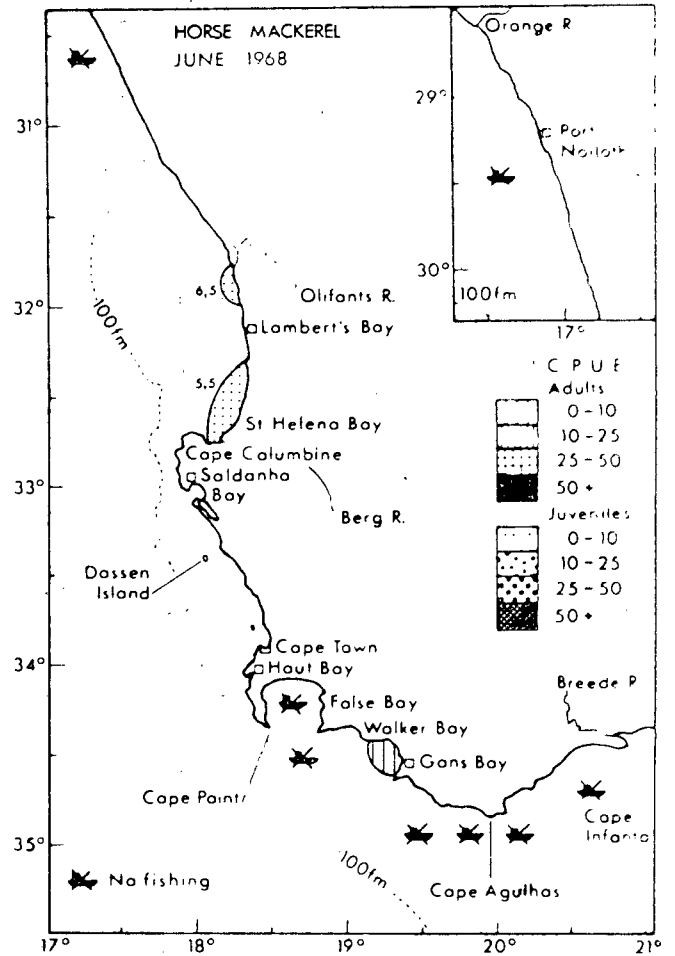 HORSE MACKEREL
JUNE 1968
Orange R
29°
Port
30°
100fm
17°
31°
32°
33°
34°
35°
100fm
6,5
Olifants R.
Lambert's Bay
5,5
St Helena Bay
Cape Columbine
Saldanha
Bay
Berg R.
Dassen
Island
CPUE
Adults
0-10
10-25
25-50
50+
Juveniles
0-10
10-25
25-50
50+
Cape Town
Haut Bay
False Bay
Walker Bay
Gans Bay
Breede R
Cape Point
Cape
Infanta
Cape Agulhas
100fm
No fishing
17°
18°
19°
20°
21°